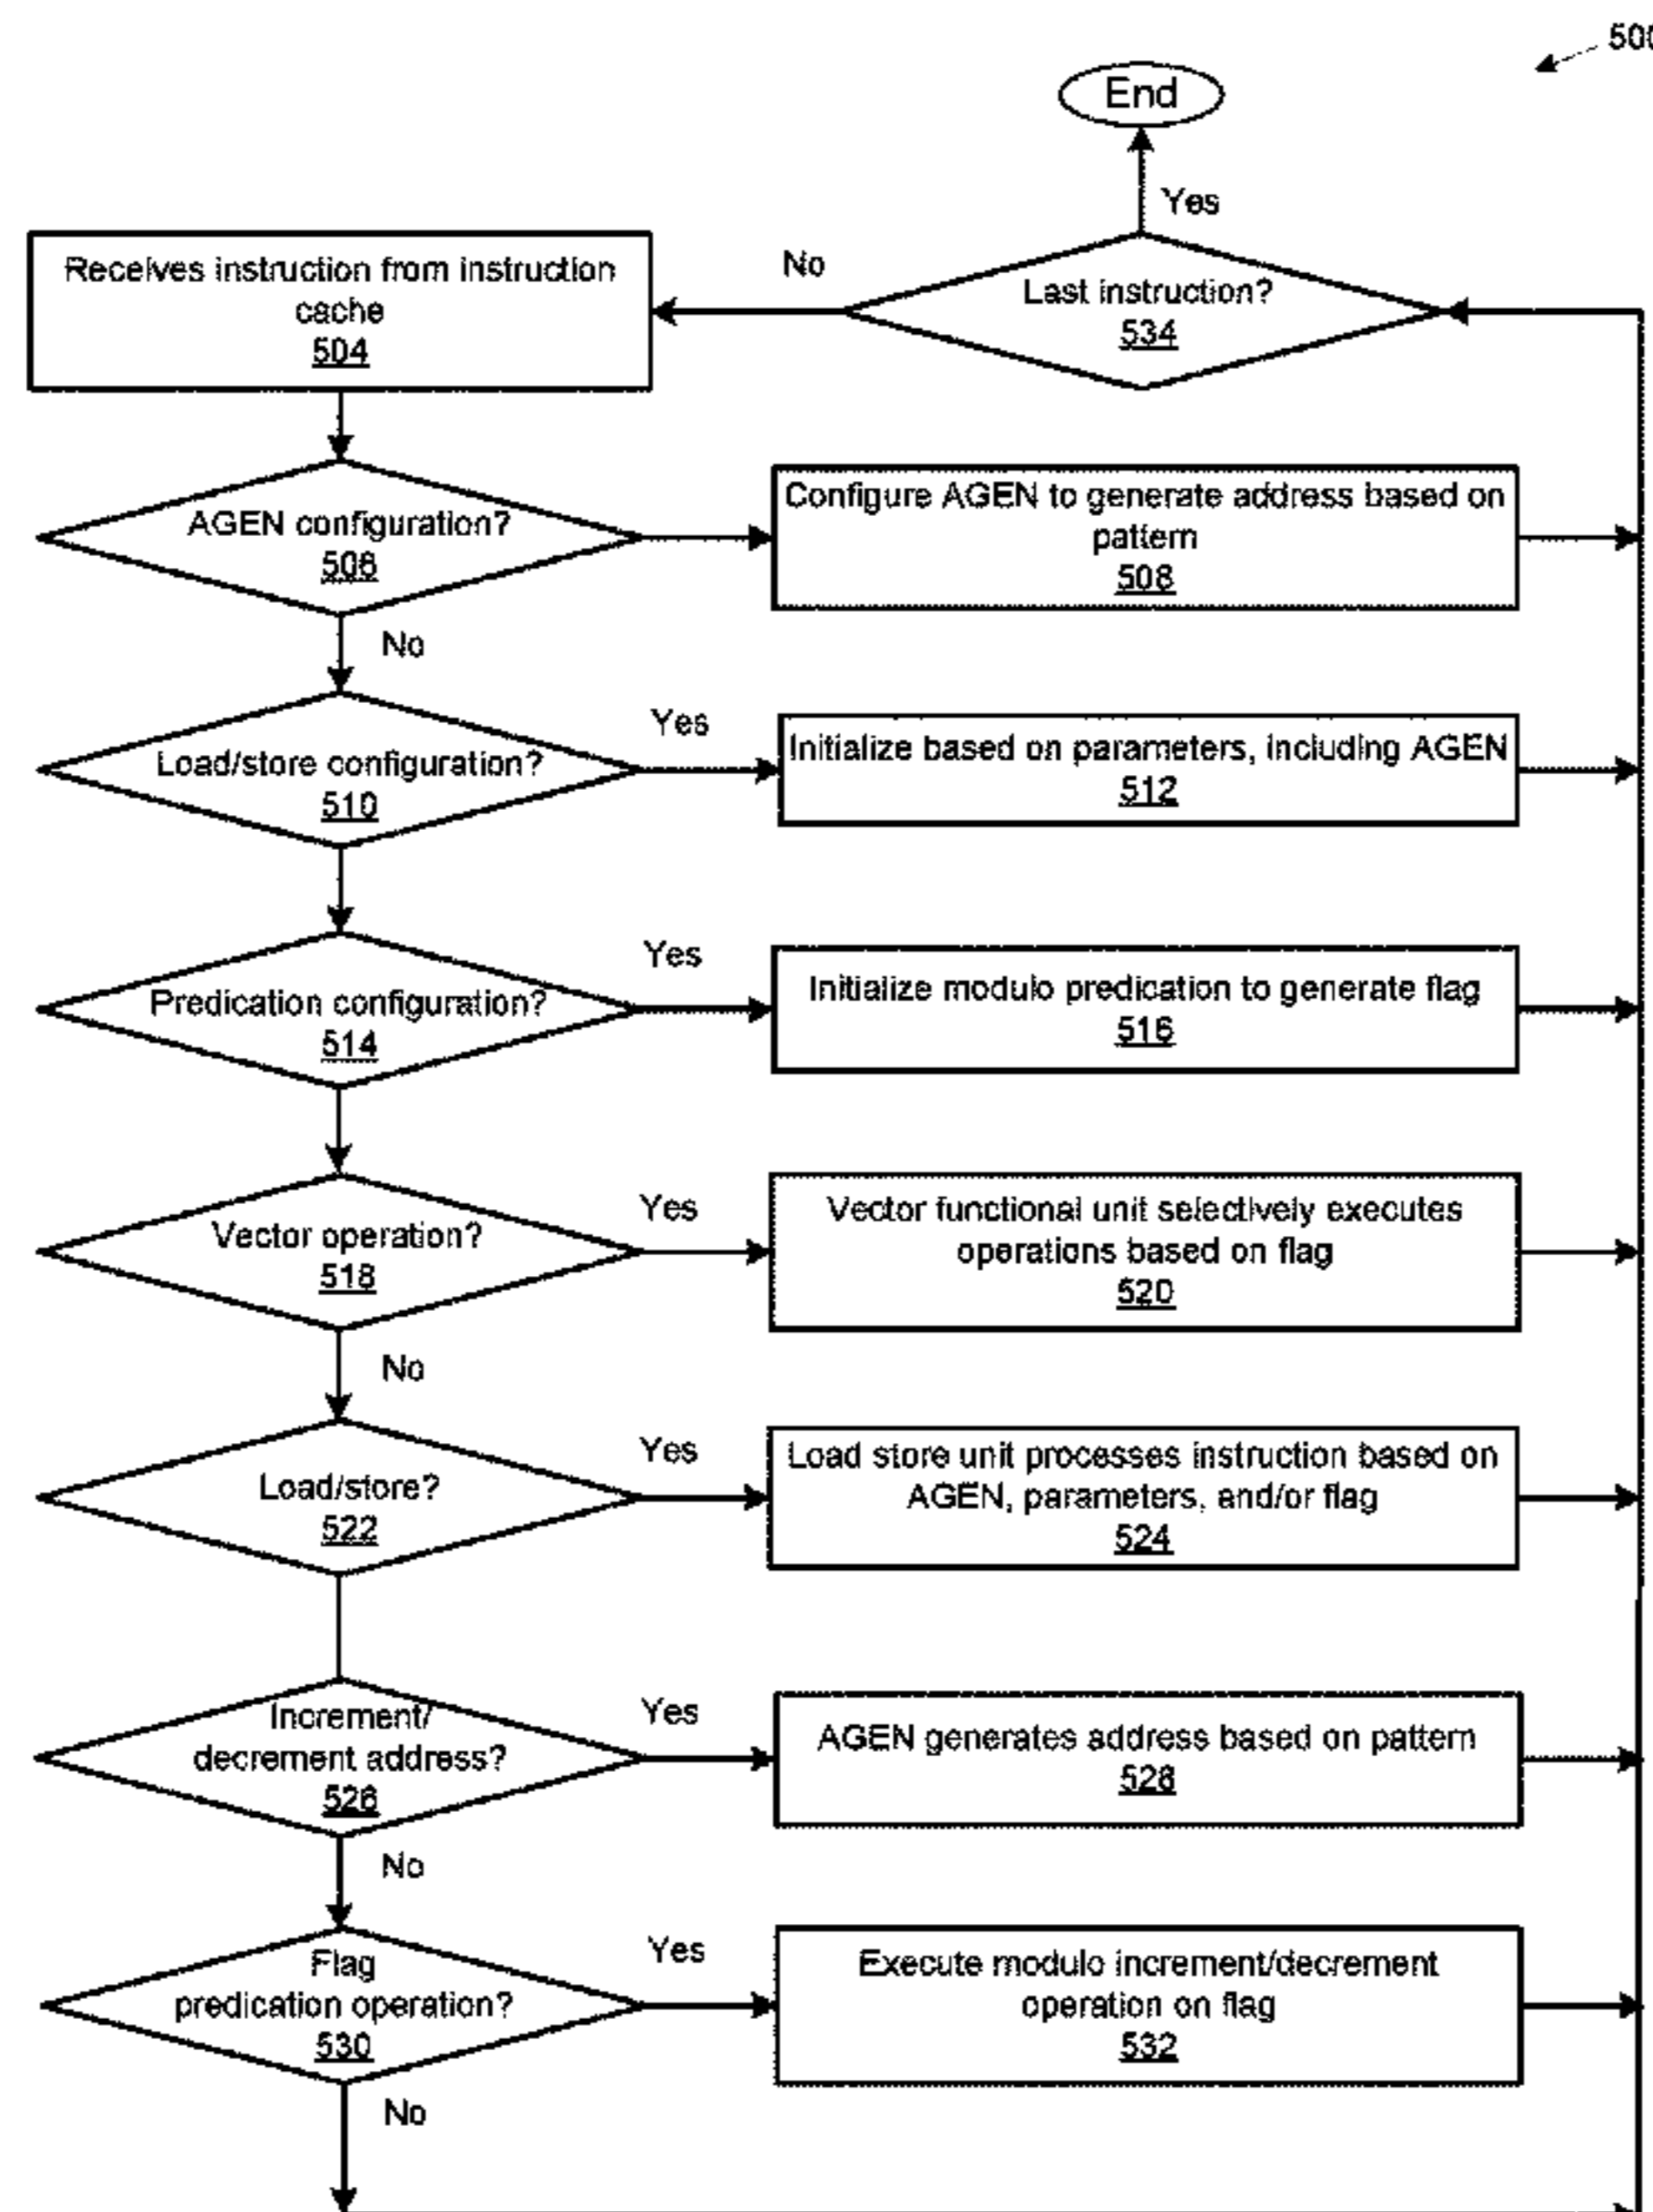 500
End
Yes
Receives instruction from instruction
cache
504
No
Last instruction?
534
AGEN configuration?
506
Configure AGEN to generate address based on
pattern
508
No
Load/store configuration?
510
Yes
Initialize based on parameters, including AGEN
512
Predication configuration?
514
Yes
Initialize modulo predication to generate flag
516
Vector operation?
518
Yes
Vector functional unit selectively executes
operations based on flag
520
No
Load/store?
522
Yes
Load store unit processes instruction based on
AGEN, parameters, and/or flag
524
Increment/
decrement address?
526
Yes
AGEN generates address based on pattern
528
No
Flag
predication operation?
530
Yes
Execute modulo increment/decrement
operation on flag
532
No